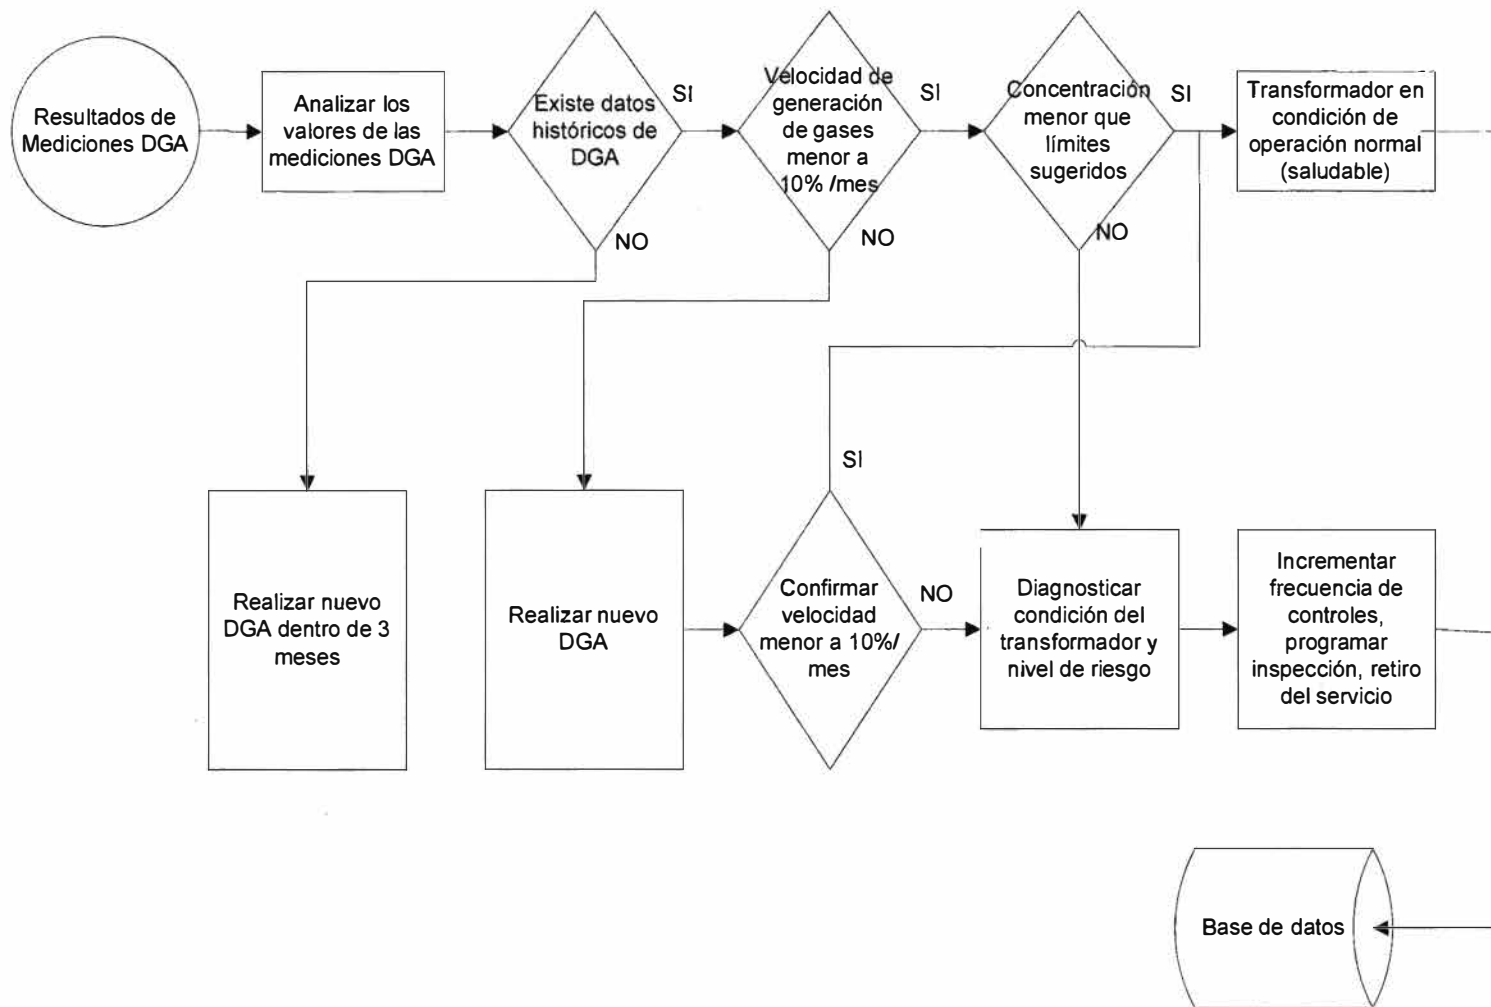 Resultados de
Mediciones DGA
Analizar los
valores de las
mediciones DGA
Existe datos
históricos de
DGA
SI
NO
Velocidad de
generación
de gases
menor a
10% /mes
SI
NO
Concentración
menor que
límites
sugeridos
SI
NO
Transformador en
condición de
operación normal
(saludable)
Realizar nuevo
DGA dentro de 3
meses
Realizar nuevo
DGA
SI
Confirmar
velocidad
menor a 10%/
mes
NO
Diagnosticar
condición del
transformador y
nivel de riesgo
Incrementar
frecuencia de
controles,
programar
inspección, retiro
del servicio
Base de datos